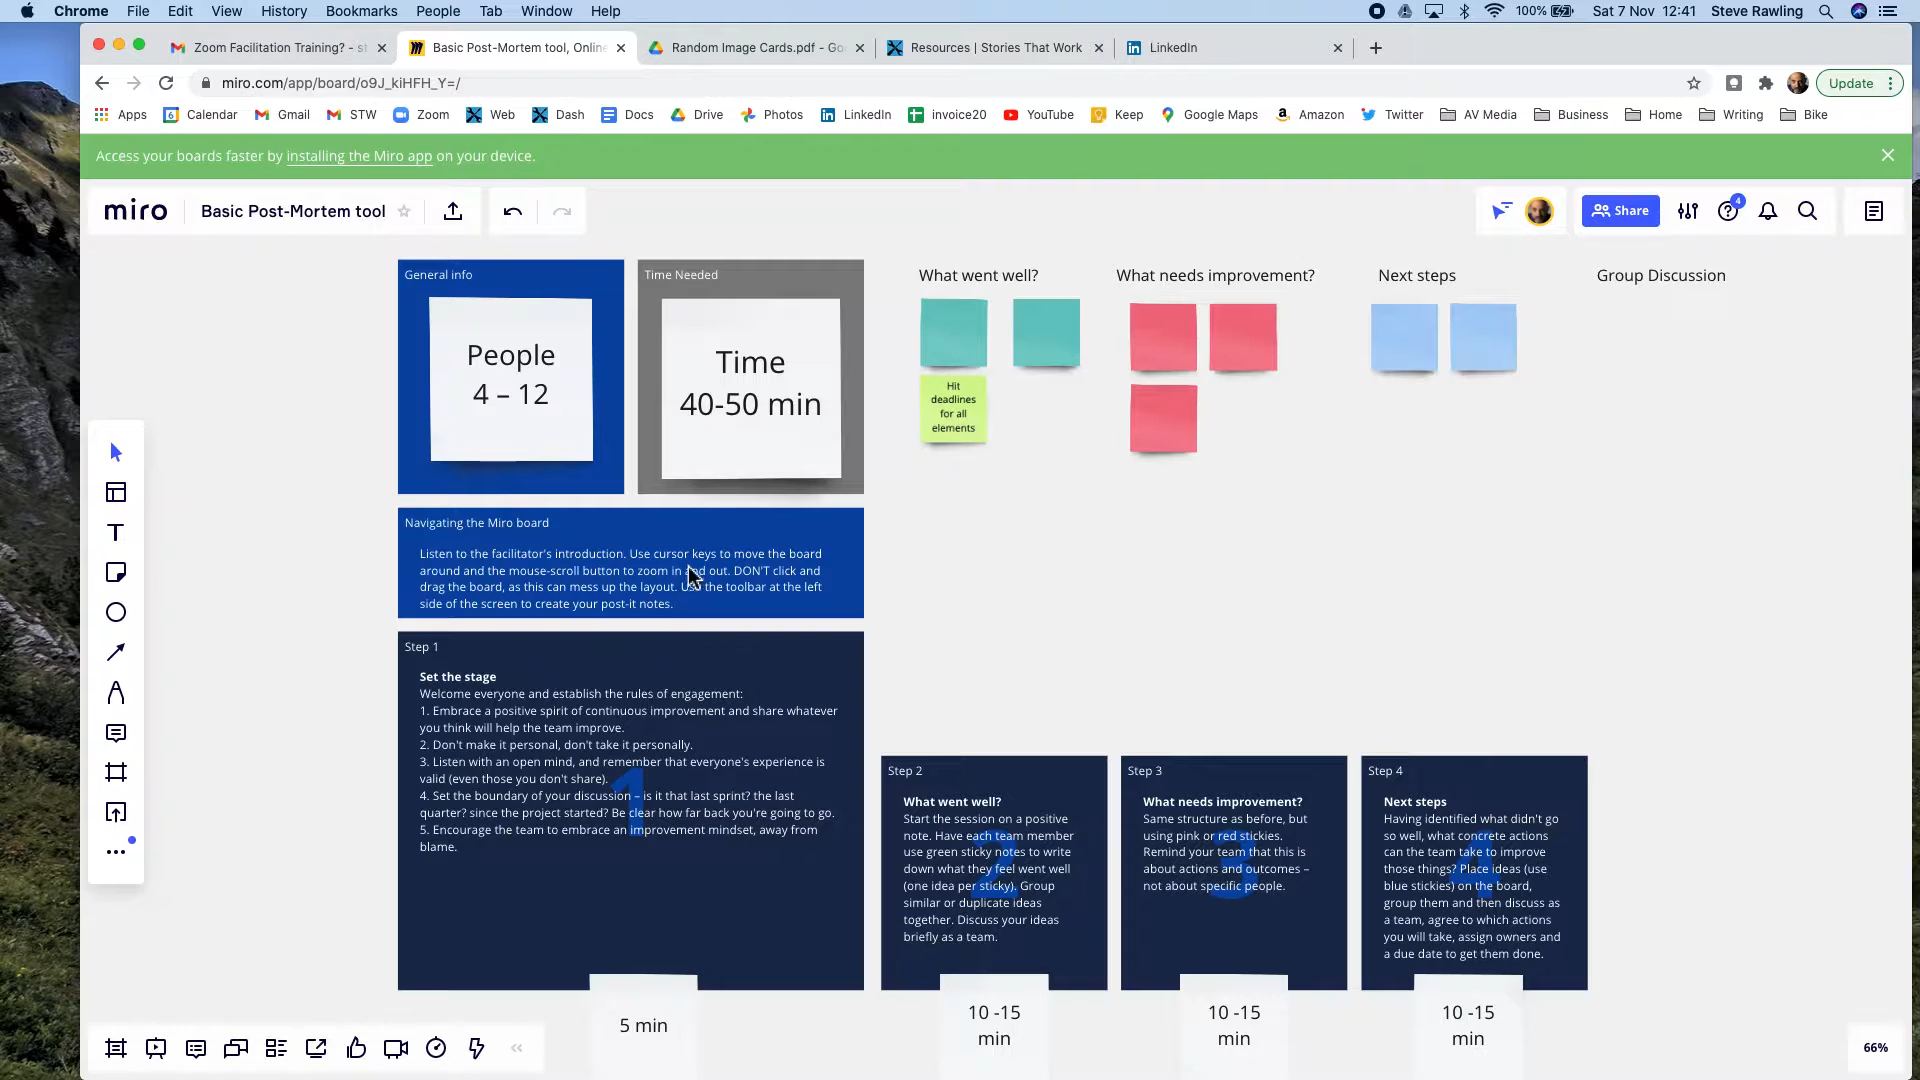 Chrome File Edit View History Bookmarks People Tab Window Help
100% Sat 7 Nov 12:41 Steve Rawling
Zoom Facilitation Training? - st
Basic Post-Mortem tool, Online
Random Image Cards.pdf - Go
Resources | Stories That Work
LinkedIn
miro.com/app/board/o9J_kiHFH_Y=/
Update
Apps
6 Calendar
Gmail
STW
Zoom
Web
Dash
Docs
Drive
Photos
LinkedIn
invoice20
YouTube
Keep
Google Maps
Amazon
Twitter
AV Media
Business
Home
Writing
Bike
Access your boards faster by installing the Miro app on your device.
miro
Basic Post-Mortem tool
Share
4
General info
People
4 – 12
Time Needed
Time
40-50 min
What went well?
Hit
deadlines
for all
elements
What needs improvement?
Next steps
Group Discussion
Navigating the Miro board
Listen to the facilitator's introduction. Use cursor keys to move the board
around and the mouse-scroll button to zoom in and out. DON'T click and
drag the board, as this can mess up the layout. Use the toolbar at the left
side of the screen to create your post-it notes.
Step 1
Set the stage
Welcome everyone and establish the rules of engagement:
1. Embrace a positive spirit of continuous improvement and share whatever
you think will help the team improve.
2. Don't make it personal, don't take it personally.
3. Listen with an open mind, and remember that everyone's experience is
valid (even those you don't share).
4. Set the boundary of your discussion – is it that last sprint? the last
quarter? since the project started? Be clear how far back you're going to go.
5. Encourage the team to embrace an improvement mindset, away from
blame.
1
5 min
Step 2
What went well?
Start the session on a positive
note. Have each team member
use green sticky notes to write
down what they feel went well
(one idea per sticky). Group
similar or duplicate ideas
together. Discuss your ideas
briefly as a team.
2
10 -15
min
Step 3
What needs improvement?
Same structure as before, but
using pink or red stickies.
Remind your team that this is
about actions and outcomes –
not about specific people.
3
10 -15
min
Step 4
Next steps
Having identified what didn't go
so well, what concrete actions
can the team take to improve
those things? Place ideas (use
blue stickies) on the board,
group them and then discuss as
a team, agree to which actions
you will take, assign owners and
a due date to get them done.
4
10 -15
min
66%